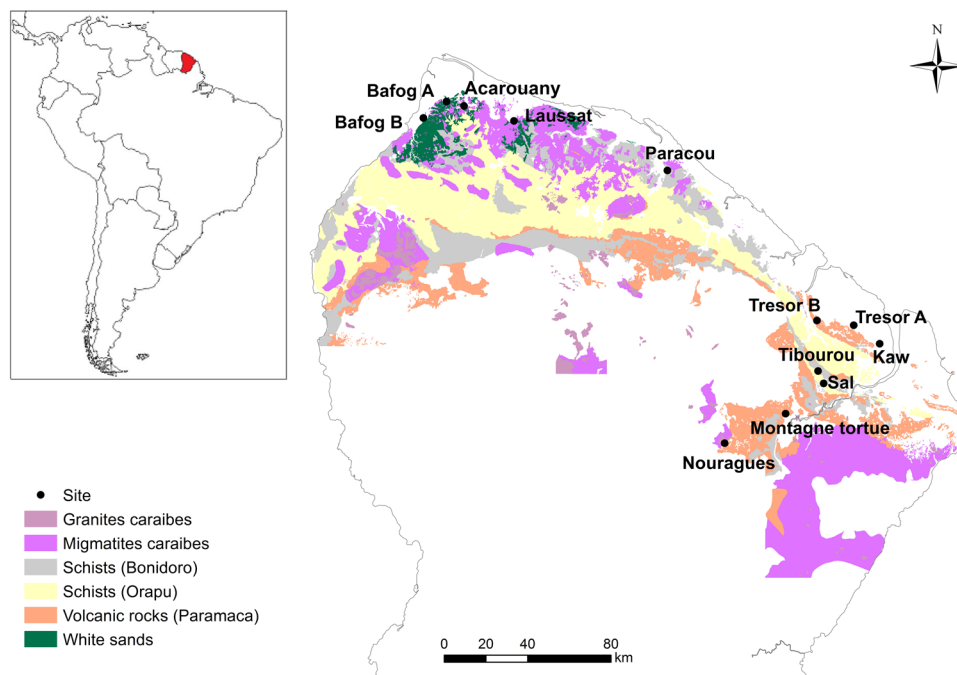 N
Bafog A
Acarouany
Bafog B
Laussat
Paracou
Tresor B
Tresor A
Kaw
Tibourou
Sal
Montagne tortue
Nouragues
Site
Granites caraibes
Migmatites caraibes
Schists (Bonidoro)
Schists (Orapu)
Volcanic rocks (Paramaca)
White sands
0 20 40 80
km